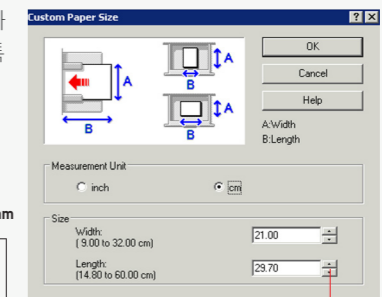 Custom Paper Size
A
B
A
B
A
B
OK
Cancel
Help
A:Width
B:Length
Measurement Unit
inch
cm
Size
Width:
( 9.00 to 32.00 cm)
21.00
Length:
(14.80 to 60.00 cm)
29.70